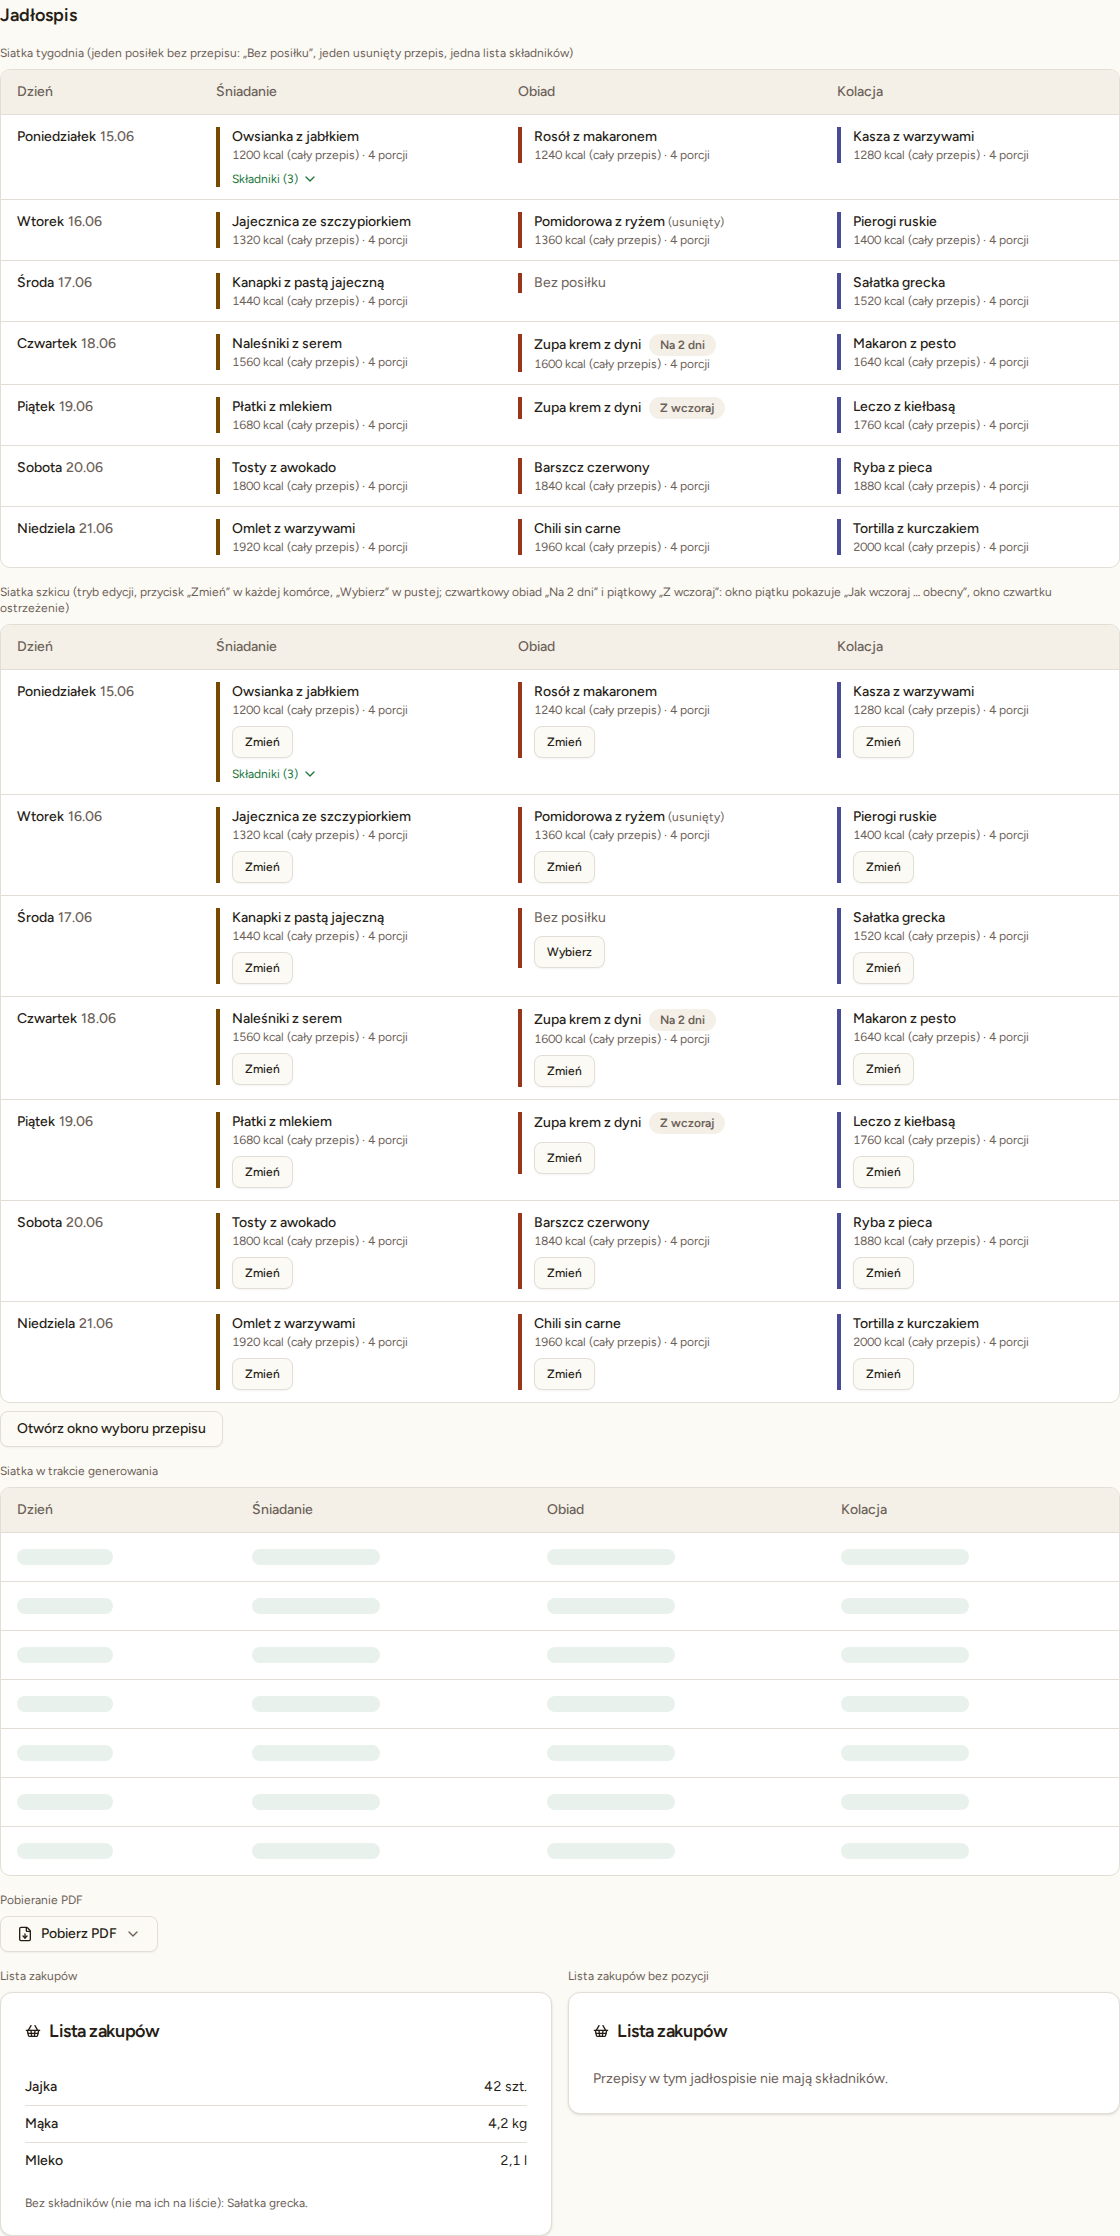 Jadłospis
Siatka tygodnia (jeden posiłek bez przepisu: „Bez posiłku”, jeden usunięty przepis, jedna lista składników)
Dzień Śniadanie Obiad Kolacja
Poniedziałek 15.06 Owsianka z jabłkiem Rosół z makaronem Kasza z warzywami
1200 kcal (cały przepis) · 4 porcji 1240 kcal (cały przepis) · 4 porcji 1280 kcal (cały przepis) · 4 porcji
Składniki (3)
Wtorek 16.06 Jajecznica ze szczypiorkiem Pomidorowa z ryżem (usunięty) Pierogi ruskie
1320 kcal (cały przepis) · 4 porcji 1360 kcal (cały przepis) · 4 porcji 1400 kcal (cały przepis) · 4 porcji
Środa 17.06 Kanapki z pastą jajeczną Bez posiłku Sałatka grecka
1440 kcal (cały przepis) · 4 porcji 1520 kcal (cały przepis) · 4 porcji
Czwartek 18.06 Naleśniki z serem Zupa krem z dyni Na 2 dni Makaron z pesto
1560 kcal (cały przepis) · 4 porcji 1600 kcal (cały przepis) · 4 porcji 1640 kcal (cały przepis) · 4 porcji
Piątek 19.06 Płatki z mlekiem Zupa krem z dyni Z wczoraj Leczo z kiełbasą
1680 kcal (cały przepis) · 4 porcji 1760 kcal (cały przepis) · 4 porcji
Sobota 20.06 Tosty z awokado Barszcz czerwony Ryba z pieca
1800 kcal (cały przepis) · 4 porcji 1840 kcal (cały przepis) · 4 porcji 1880 kcal (cały przepis) · 4 porcji
Niedziela 21.06 Omlet z warzywami Chili sin carne Tortilla z kurczakiem
1920 kcal (cały przepis) · 4 porcji 1960 kcal (cały przepis) · 4 porcji 2000 kcal (cały przepis) · 4 porcji
Siatka szkicu (tryb edycji, przycisk „Zmień” w każdej komórce, „Wybierz” w pustej; czwartkowy obiad „Na 2 dni” i piątkowy „Z wczoraj”: okno piątku pokazuje „Jak wczoraj … obecny”, okno czwartku
ostrzeżenie)
Dzień Śniadanie Obiad Kolacja
Poniedziałek 15.06 Owsianka z jabłkiem Rosół z makaronem Kasza z warzywami
1200 kcal (cały przepis) · 4 porcji 1240 kcal (cały przepis) · 4 porcji 1280 kcal (cały przepis) · 4 porcji
Zmień Zmień Zmień
Składniki (3)
Wtorek 16.06 Jajecznica ze szczypiorkiem Pomidorowa z ryżem (usunięty) Pierogi ruskie
1320 kcal (cały przepis) · 4 porcji 1360 kcal (cały przepis) · 4 porcji 1400 kcal (cały przepis) · 4 porcji
Zmień Zmień Zmień
Środa 17.06 Kanapki z pastą jajeczną Bez posiłku Sałatka grecka
1440 kcal (cały przepis) · 4 porcji 1520 kcal (cały przepis) · 4 porcji
Zmień Wybierz Zmień
Czwartek 18.06 Naleśniki z serem Zupa krem z dyni Na 2 dni Makaron z pesto
1560 kcal (cały przepis) · 4 porcji 1600 kcal (cały przepis) · 4 porcji 1640 kcal (cały przepis) · 4 porcji
Zmień Zmień Zmień
Piątek 19.06 Płatki z mlekiem Zupa krem z dyni Z wczoraj Leczo z kiełbasą
1680 kcal (cały przepis) · 4 porcji 1760 kcal (cały przepis) · 4 porcji
Zmień Zmień Zmień
Sobota 20.06 Tosty z awokado Barszcz czerwony Ryba z pieca
1800 kcal (cały przepis) · 4 porcji 1840 kcal (cały przepis) · 4 porcji 1880 kcal (cały przepis) · 4 porcji
Zmień Zmień Zmień
Niedziela 21.06 Omlet z warzywami Chili sin carne Tortilla z kurczakiem
1920 kcal (cały przepis) · 4 porcji 1960 kcal (cały przepis) · 4 porcji 2000 kcal (cały przepis) · 4 porcji
Zmień Zmień Zmień
Otwórz okno wyboru przepisu
Siatka w trakcie generowania
Dzień Śniadanie Obiad Kolacja
Pobieranie PDF
Pobierz PDF
Lista zakupów
Lista zakupów
Jajka 42 szt.
Mąka 4,2 kg
Mleko 2,1 l
Bez składników (nie ma ich na liście): Sałatka grecka.
Lista zakupów bez pozycji
Lista zakupów
Przepisy w tym jadłospisie nie mają składników.